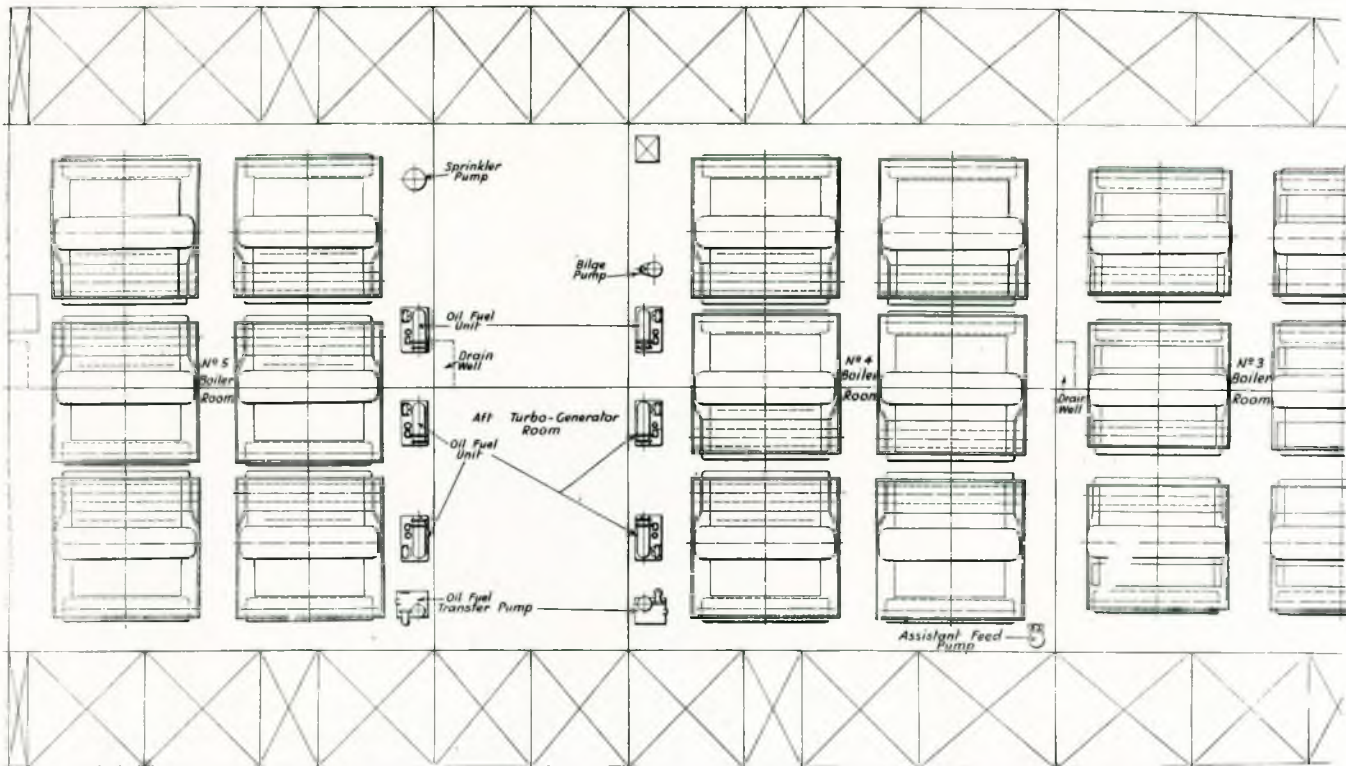 Sprinkler
Pump
Bilge
Pump
Oil Fuel
Unit
Drain
Well
Nº 5
Boiler
Room
Nº 4
Boiler
Room
Nº 3
Boiler
Room
Drain
Well
Aft Turbo-Generator
Room
Oil Fuel
Unit
Oil Fuel
Transfer Pump
Assistant Feed
Pump